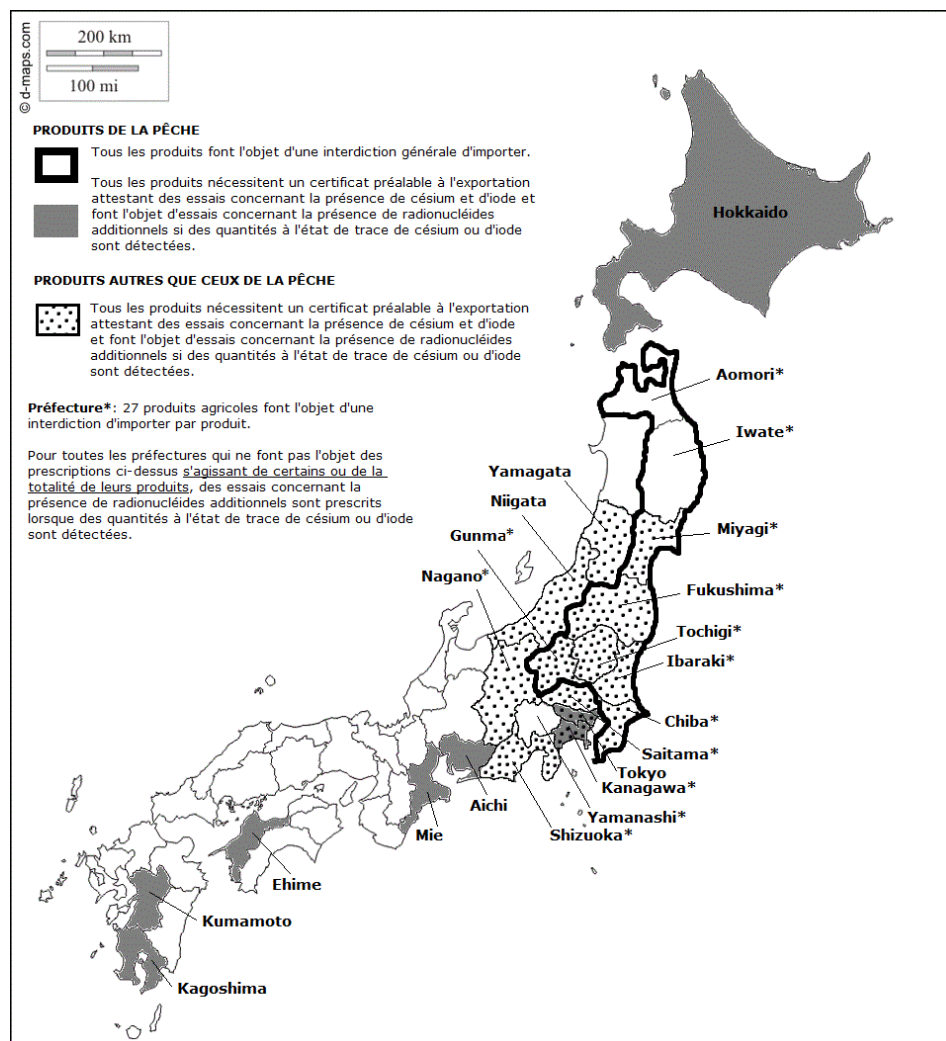 200 km
100 mi
© d-maps.com
PRODUITS DE LA PÊCHE
Tous les produits font l'objet d'une interdiction générale d'importer.
Tous les produits nécessitent un certificat préalable à l'exportation
attestant des essais concernant la présence de césium et d'iode et
font l'objet d'essais concernant la présence de radionucléides
additionnels si des quantités à l'état de trace de césium ou d'iode
sont détectées.
PRODUITS AUTRES QUE CEUX DE LA PÊCHE
Tous les produits nécessitent un certificat préalable à l'exportation
attestant des essais concernant la présence de césium et d'iode
et font l'objet d'essais concernant la présence de radionucléides
additionnels si des quantités à l'état de trace de césium ou d'iode
sont détectées.
Préfecture*: 27 produits agricoles font l'objet d'une
interdiction d'importer par produit.
Pour toutes les préfectures qui ne font pas l'objet des
prescriptions ci-dessus s'agissant de certains ou de la
totalité de leurs produits, des essais concernant la
présence de radionucléides additionnels sont prescrits
lorsque des quantités à l'état de trace de césium ou d'iode
sont détectées.
Hokkaido
Aomori*
Iwate*
Yamagata
Niigata
Miyagi*
Gunma*
Nagano*
Fukushima*
Tochigi*
Ibaraki*
Chiba*
Saitama*
Tokyo
Kanagawa*
Aichi
Yamanashi*
Mie
Shizuoka*
Ehime
Kumamoto
Kagoshima